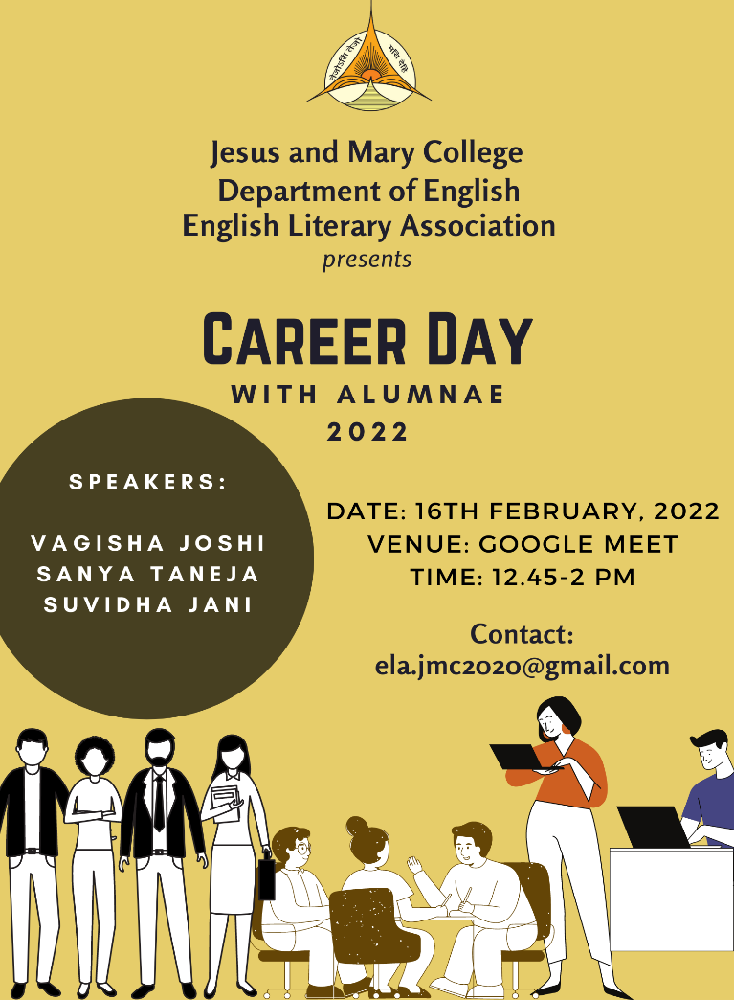 तेजोऽसि तेजो मयि देहि
Jesus and Mary College
Department of English
English Literary Association
presents
CAREER DAY
WITH ALUMNAE
2022
SPEAKERS:
VAGISHA JOSHI
SANYA TANEJA
SUVIDHA JANI
DATE: 16TH FEBRUARY, 2022
VENUE: GOOGLE MEET
TIME: 12.45-2 PM
Contact:
ela.jmc2020@gmail.com